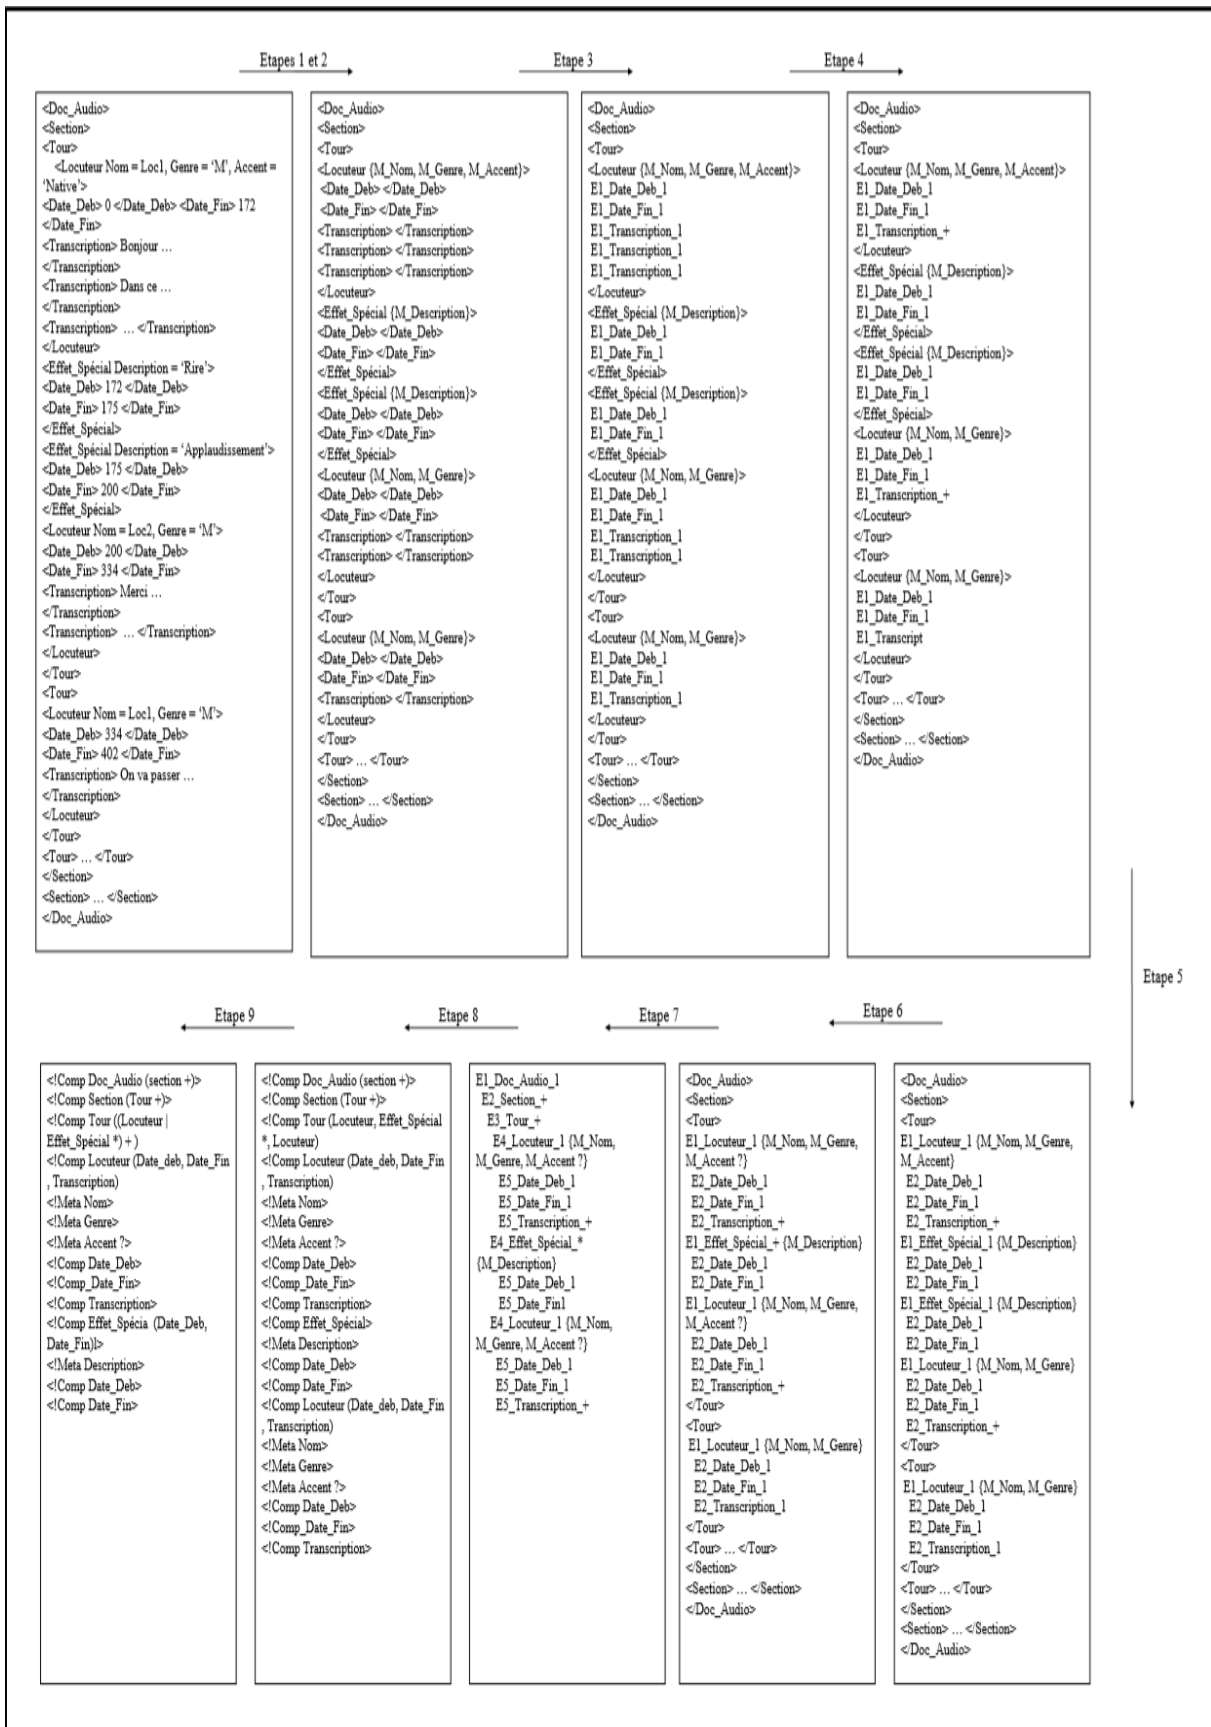 Etapes 1 et 2
Etape 3
Etape 4
<Doc_Audio>
<Section>
<Tour>
<Locuteur Nom = Loc1, Genre = ‘M’, Accent =
‘Native’>
<Date_Deb> 0 </Date_Deb> <Date_Fin> 172
</Date_Fin>
<Transcription> Bonjour ...
</Transcription>
<Transcription> Dans ce ...
</Transcription>
<Transcription> ... </Transcription>
</Locuteur>
<Effet_Spécial Description = ‘Rire’>
<Date_Deb> 172 </Date_Deb>
<Date_Fin> 175 </Date_Fin>
</Effet_Spécial>
<Effet_Spécial Description = ‘Applaudissement’>
<Date_Deb> 175 </Date_Deb>
<Date_Fin> 200 </Date_Fin>
</Effet_Spécial>
<Locuteur Nom = Loc2, Genre = ‘M’>
<Date_Deb> 200 </Date_Deb>
<Date_Fin> 334 </Date_Fin>
<Transcription> Merci ...
</Transcription>
<Transcription> ... </Transcription>
</Locuteur>
</Tour>
<Tour>
<Locuteur Nom = Loc1, Genre = ‘M’>
<Date_Deb> 334 </Date_Deb>
<Date_Fin> 402 </Date_Fin>
<Transcription> On va passer ...
</Transcription>
</Locuteur>
</Tour>
<Tour> ... </Tour>
</Section>
<Section> ... </Section>
</Doc_Audio>
<Doc_Audio>
<Section>
<Tour>
<Locuteur {M_Nom, M_Genre, M_Accent}>
<Date_Deb> </Date_Deb>
<Date_Fin> </Date_Fin>
<Transcription> </Transcription>
<Transcription> </Transcription>
<Transcription> </Transcription>
</Locuteur>
<Effet_Spécial {M_Description}>
<Date_Deb> </Date_Deb>
<Date_Fin> </Date_Fin>
</Effet_Spécial>
<Effet_Spécial {M_Description}>
<Date_Deb> </Date_Deb>
<Date_Fin> </Date_Fin>
</Effet_Spécial>
<Locuteur {M_Nom, M_Genre}>
<Date_Deb> </Date_Deb>
<Date_Fin> </Date_Fin>
<Transcription> </Transcription>
<Transcription> </Transcription>
</Locuteur>
</Tour>
<Tour>
<Locuteur {M_Nom, M_Genre}>
<Date_Deb> </Date_Deb>
<Date_Fin> </Date_Fin>
<Transcription> </Transcription>
</Locuteur>
</Tour>
<Tour> ... </Tour>
</Section>
<Section> ... </Section>
</Doc_Audio>
<Doc_Audio>
<Section>
<Tour>
<Locuteur {M_Nom, M_Genre, M_Accent}>
E1_Date_Deb_1
E1_Date_Fin_1
E1_Transcription_1
E1_Transcription_1
E1_Transcription_1
</Locuteur>
<Effet_Spécial {M_Description}>
E1_Date_Deb_1
E1_Date_Fin_1
</Effet_Spécial>
<Effet_Spécial {M_Description}>
E1_Date_Deb_1
E1_Date_Fin_1
</Effet_Spécial>
<Locuteur {M_Nom, M_Genre}>
E1_Date_Deb_1
E1_Date_Fin_1
E1_Transcription_1
E1_Transcription_1
</Locuteur>
</Tour>
<Tour>
<Locuteur {M_Nom, M_Genre}>
E1_Date_Deb_1
E1_Date_Fin_1
E1_Transcription_1
</Locuteur>
</Tour>
<Tour> ... </Tour>
</Section>
<Section> ... </Section>
</Doc_Audio>
<Doc_Audio>
<Section>
<Tour>
<Locuteur {M_Nom, M_Genre, M_Accent}>
E1_Date_Deb_1
E1_Date_Fin_1
E1_Transcription_+
</Locuteur>
<Effet_Spécial {M_Description}>
E1_Date_Deb_1
E1_Date_Fin_1
</Effet_Spécial>
<Effet_Spécial {M_Description}>
E1_Date_Deb_1
E1_Date_Fin_1
</Effet_Spécial>
<Locuteur {M_Nom, M_Genre}>
E1_Date_Deb_1
E1_Date_Fin_1
E1_Transcription_+
</Locuteur>
</Tour>
<Tour>
<Locuteur {M_Nom, M_Genre}>
E1_Date_Deb_1
E1_Date_Fin_1
E1_Transcript
</Locuteur>
</Tour>
<Tour> ... </Tour>
</Section>
<Section> ... </Section>
</Doc_Audio>
Etape 5
Etape 9
Etape 8
Etape 7
Etape 6
<!Comp Doc_Audio (section +)>
<!Comp Section (Tour +)>
<!Comp Tour ((Locuteur |
Effet_Spécial *) + )
<!Comp Locuteur (Date_deb, Date_Fin
, Transcription)
<!Meta Nom>
<!Meta Genre>
<!Meta Accent ?>
<!Comp Date_Deb>
<!Comp_Date_Fin>
<!Comp Transcription>
<!Comp Effet_Spécia (Date_Deb,
Date_Fin)l>
<!Meta Description>
<!Comp Date_Deb>
<!Comp Date_Fin>
<!Comp Doc_Audio (section +)>
<!Comp Section (Tour +)>
<!Comp Tour (Locuteur, Effet_Spécial
*, Locuteur)
<!Comp Locuteur (Date_deb, Date_Fin
, Transcription)
<!Meta Nom>
<!Meta Genre>
<!Meta Accent ?>
<!Comp Date_Deb>
<!Comp_Date_Fin>
<!Comp Transcription>
<!Comp Effet_Spécial>
<!Meta Description>
<!Comp Date_Deb>
<!Comp Date_Fin>
<!Comp Locuteur (Date_deb, Date_Fin
, Transcription)
<!Meta Nom>
<!Meta Genre>
<!Meta Accent ?>
<!Comp Date_Deb>
<!Comp_Date_Fin>
<!Comp Transcription>
E1_Doc_Audio_1
E2_Section_+
E3_Tour_+
E4_Locuteur_1 {M_Nom,
M_Genre, M_Accent ?}
E5_Date_Deb_1
E5_Date_Fin_1
E5_Transcription_+
E4_Effet_Spécial_*
{M_Description}
E5_Date_Deb_1
E5_Date_Fin1
E4_Locuteur_1 {M_Nom,
M_Genre, M_Accent ?}
E5_Date_Deb_1
E5_Date_Fin_1
E5_Transcription_+
<Doc_Audio>
<Section>
<Tour>
E1_Locuteur_1 {M_Nom, M_Genre,
M_Accent ?}
E2_Date_Deb_1
E2_Date_Fin_1
E2_Transcription_+
E1_Effet_Spécial_+ {M_Description}
E2_Date_Deb_1
E2_Date_Fin_1
E1_Locuteur_1 {M_Nom, M_Genre,
M_Accent ?}
E2_Date_Deb_1
E2_Date_Fin_1
E2_Transcription_+
</Tour>
<Tour>
E1_Locuteur_1 {M_Nom, M_Genre}
E2_Date_Deb_1
E2_Date_Fin_1
E2_Transcription_1
</Tour>
<Tour> ... </Tour>
</Section>
<Section> ... </Section>
</Doc_Audio>
<Doc_Audio>
<Section>
<Tour>
E1_Locuteur_1 {M_Nom, M_Genre,
M_Accent}
E2_Date_Deb_1
E2_Date_Fin_1
E2_Transcription_+
E1_Effet_Spécial_1 {M_Description}
E2_Date_Deb_1
E2_Date_Fin_1
E1_Effet_Spécial_1 {M_Description}
E2_Date_Deb_1
E2_Date_Fin_1
E1_Locuteur_1 {M_Nom, M_Genre}
E2_Date_Deb_1
E2_Date_Fin_1
E2_Transcription_+
</Tour>
<Tour>
E1_Locuteur_1 {M_Nom, M_Genre}
E2_Date_Deb_1
E2_Date_Fin_1
E2_Transcription_1
</Tour>
<Tour> ... </Tour>
</Section>
<Section> ... </Section>
</Doc_Audio>